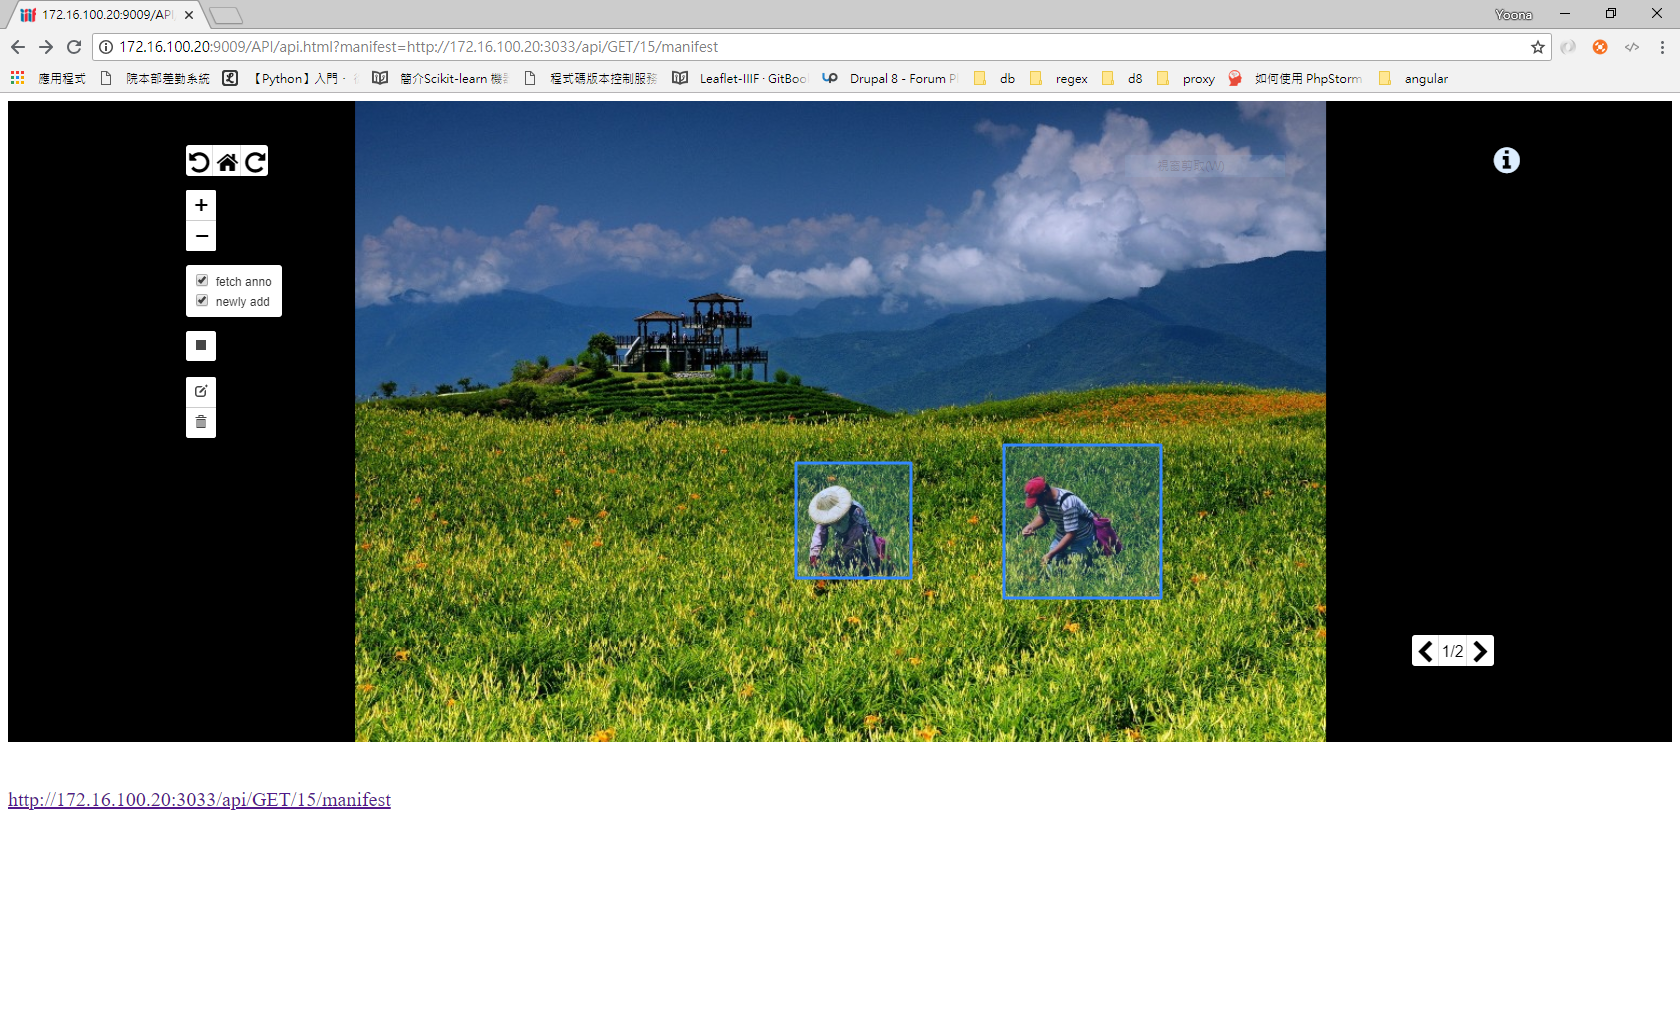 172.16.100.20:9009/API
Yoona
172.16.100.20:9009/API/api.html?manifest=http://172.16.100.20:3033/api/GET/15/manifest
應用程式 院本部差勤系統 【Python】入門 · 簡介Scikit-learn 機 程式碼版本控制服務 Leaflet-IIIF · GitBoo Drupal 8 - Forum P db regex d8 proxy 如何使用 PhpStorm angular
+
−
fetch anno
newly add
1/2
http://172.16.100.20:3033/api/GET/15/manifest